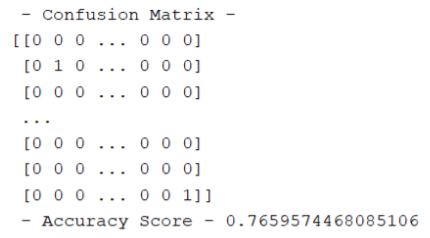 - Confusion Matrix -
[[0 0 0 ... 0 0 0]
[0 1 0 ... 0 0 0]
[0 0 0 ... 0 0 0]
...
[0 0 0 ... 0 0 0]
[0 0 0 ... 0 0 0]
[0 0 0 ... 0 0 1]]
- Accuracy Score - 0.7659574468085106